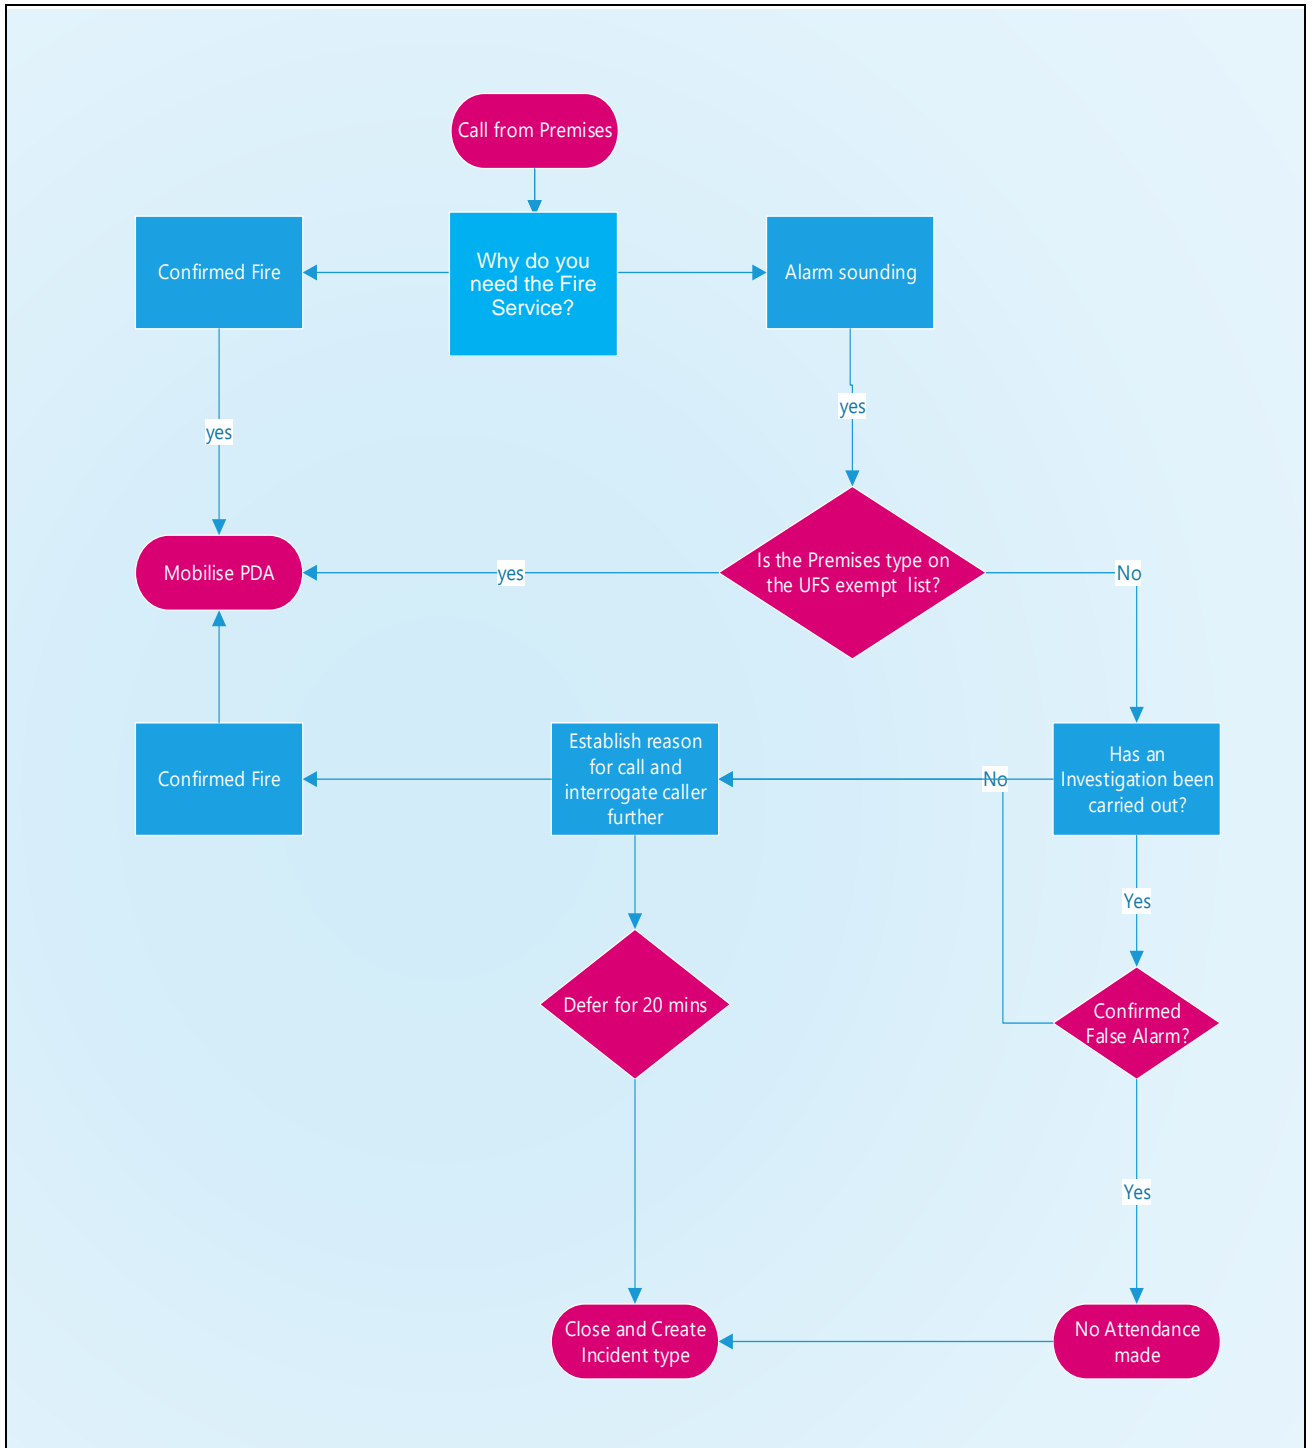 Call from Premises
Confirmed Fire
Why do you
need the Fire
Service?
Alarm sounding
yes
yes
Mobilise PDA
yes
Is the Premises type on
the UFS exempt list?
No
Confirmed Fire
Establish reason
for call and
interrogate caller
further
No
Has an
Investigation been
carried out?
Yes
Defer for 20 mins
Confirmed
False Alarm?
Yes
Close and Create
Incident type
No Attendance
made